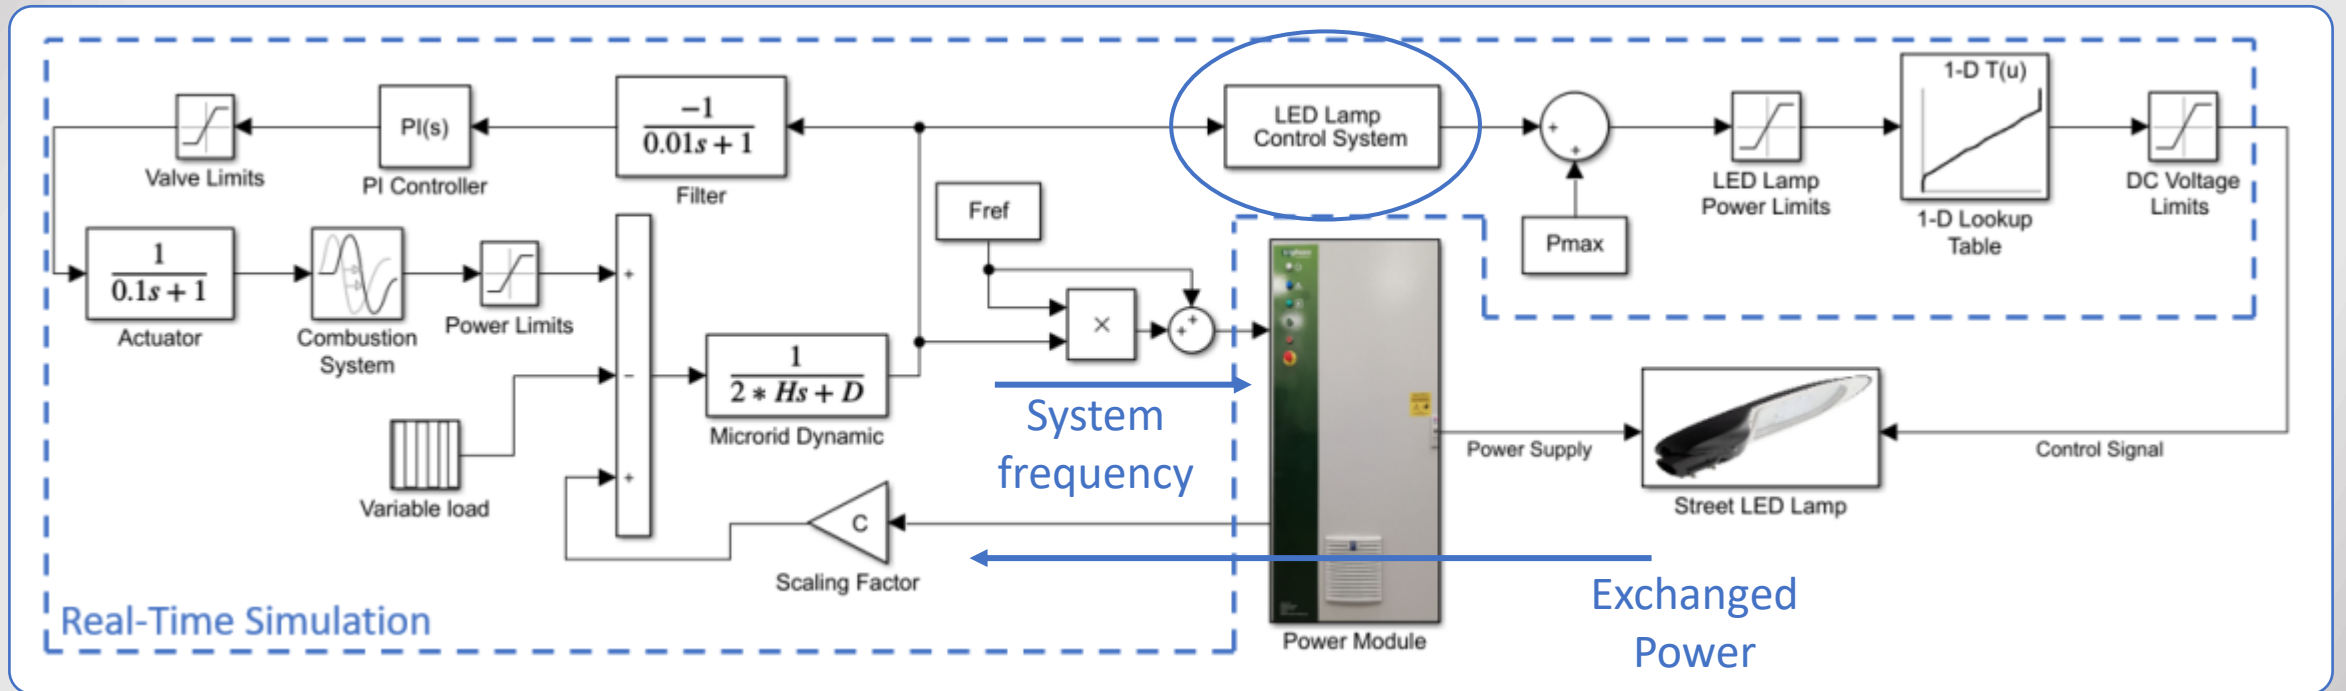 1-D T(u)
-1
0.01s + 1
PI(s)
LED Lamp
Control System
+
+
Valve Limits
PI Controller
Filter
LED Lamp
Power Limits
1-D Lookup
Table
DC Voltage
Limits
Fref
Pmax
1
0.1s + 1
+
Actuator
Combustion
System
Power Limits
×
+
+
-
1
2 * Hs + D
Microrid Dynamic
System
frequency
Variable load
+
C
Scaling Factor
Power Supply
Control Signal
Street LED Lamp
Exchanged
Power
Power Module
Real-Time Simulation